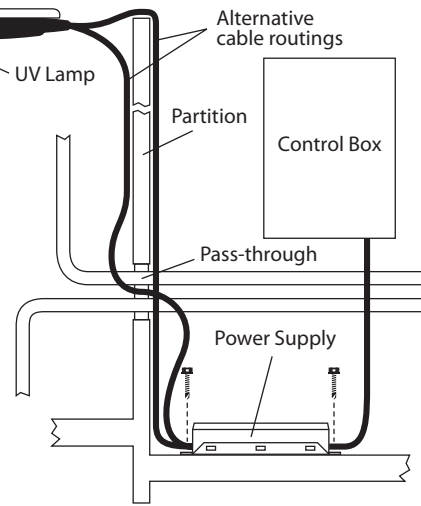 Alternative
cable routings
UV Lamp
Partition
Control Box
Pass-through
Power Supply